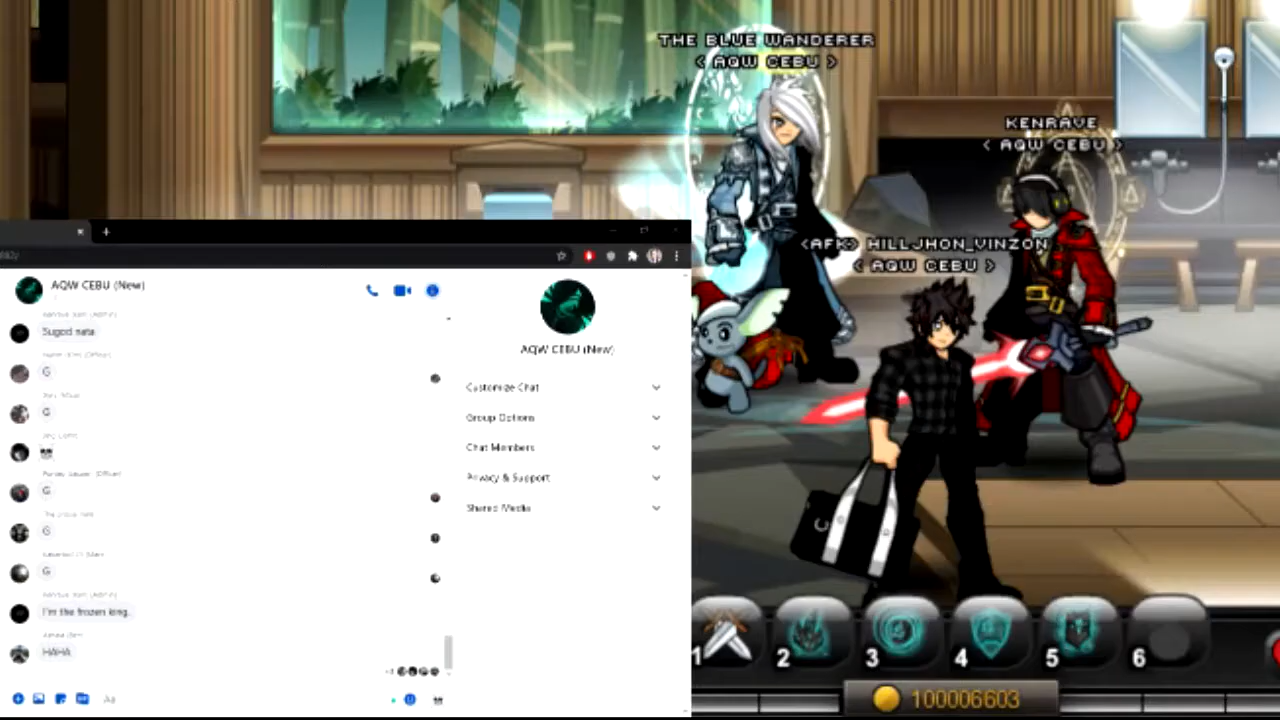 THE BLUE WANDERER
< AQW CEBU >
KENRAVE
< AQW CEBU >
<AFK> HILLJHON_VINZON
< AQW CEBU >
AQW CEBU (New)
Sugod nata
G
G
G
G
G
I'm the frozen king.
HAHA
Aa
AQW CEBU (New)
Customize Chat
Group Options
Chat Members
Privacy & Support
Shared Media
1
2
3
4
5
6
100006603